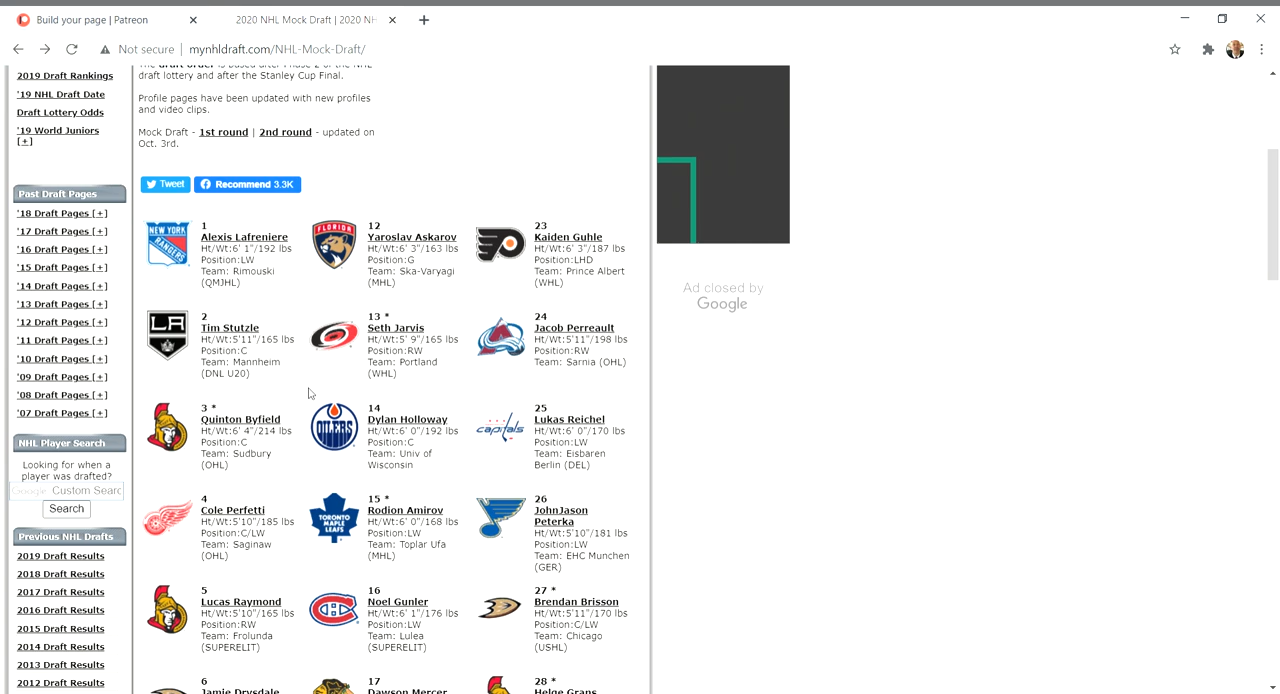 Build your page | Patreon
2020 NHL Mock Draft | 2020 NH
Not secure | mynhldraft.com/NHL-Mock-Draft/
2019 Draft Rankings
'19 NHL Draft Date
Draft Lottery Odds
'19 World Juniors
[+]
Past Draft Pages
'18 Draft Pages [+]
'17 Draft Pages [+]
'16 Draft Pages [+]
'15 Draft Pages [+]
'14 Draft Pages [+]
'13 Draft Pages [+]
'12 Draft Pages [+]
'11 Draft Pages [+]
'10 Draft Pages [+]
'09 Draft Pages [+]
'08 Draft Pages [+]
'07 Draft Pages [+]
NHL Player Search
Looking for when a
player was drafted?
Google Custom Searc
Search
Previous NHL Drafts
2019 Draft Results
2018 Draft Results
2017 Draft Results
2016 Draft Results
2015 Draft Results
2014 Draft Results
2013 Draft Results
2012 Draft Results
The draft order is based after Phase 2 of the NHL
draft lottery and after the Stanley Cup Final.
Profile pages have been updated with new profiles
and video clips.
Mock Draft - 1st round | 2nd round - updated on
Oct. 3rd.
Tweet
Recommend 3.3K
NEW YORK
RANGERS
1
Alexis Lafreniere
Ht/Wt:6' 1"/192 lbs
Position:LW
Team: Rimouski
(QMJHL)
LA
2
Tim Stutzle
Ht/Wt:5'11"/165 lbs
Position:C
Team: Mannheim
(DNL U20)
3 *
Quinton Byfield
Ht/Wt:6' 4"/214 lbs
Position:C
Team: Sudbury
(OHL)
4
Cole Perfetti
Ht/Wt:5'10"/185 lbs
Position:C/LW
Team: Saginaw
(OHL)
5
Lucas Raymond
Ht/Wt:5'10"/165 lbs
Position:RW
Team: Frolunda
(SUPERELIT)
6
Jamie Drysdale
FLORIDA
12
Yaroslav Askarov
Ht/Wt:6' 3"/163 lbs
Position:G
Team: Ska-Varyagi
(MHL)
13 *
Seth Jarvis
Ht/Wt:5' 9"/165 lbs
Position:RW
Team: Portland
(WHL)
OILERS
14
Dylan Holloway
Ht/Wt:6' 0"/192 lbs
Position:C
Team: Univ of
Wisconsin
TORONTO
MAPLE
LEAFS
15 *
Rodion Amirov
Ht/Wt:6' 0"/168 lbs
Position:LW
Team: Toplar Ufa
(MHL)
16
Noel Gunler
Ht/Wt:6' 1"/176 lbs
Position:LW
Team: Lulea
(SUPERELIT)
17
Dawson Mercer
23
Kaiden Guhle
Ht/Wt:6' 3"/187 lbs
Position:LHD
Team: Prince Albert
(WHL)
24
Jacob Perreault
Ht/Wt:5'11"/198 lbs
Position:RW
Team: Sarnia (OHL)
capitals
25
Lukas Reichel
Ht/Wt:6' 0"/170 lbs
Position:LW
Team: Eisbaren
Berlin (DEL)
26
JohnJason
Peterka
Ht/Wt:5'10"/181 lbs
Position:LW
Team: EHC Munchen
(GER)
27 *
Brendan Brisson
Ht/Wt:5'11"/170 lbs
Position:C/LW
Team: Chicago
(USHL)
28 *
Helge Grans
Ad closed by
Google